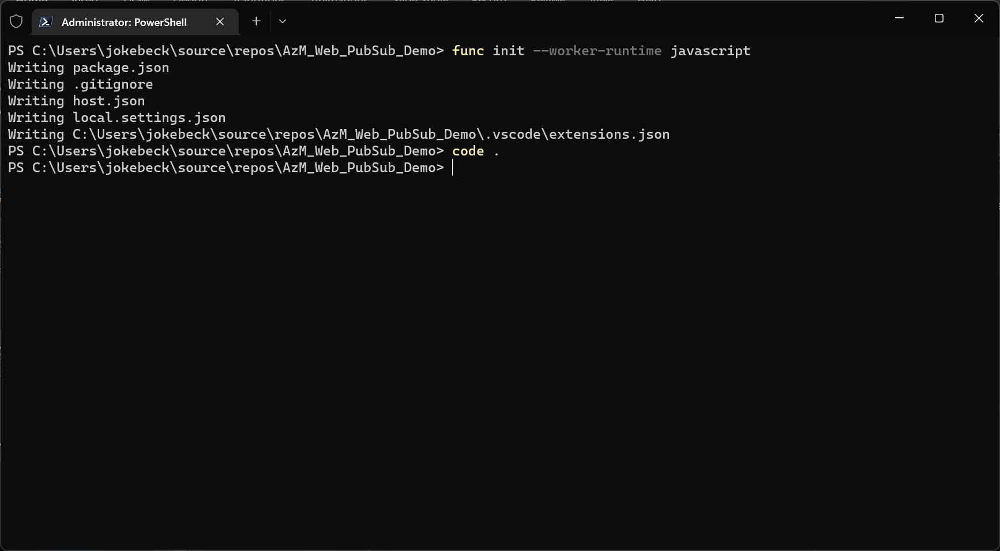 Administrator: PowerShell
PS C:\Users\jokebeck\source\repos\AzM_Web_PubSub_Demo> func init --worker-runtime javascript
Writing package.json
Writing .gitignore
Writing host.json
Writing local.settings.json
Writing C:\Users\jokebeck\source\repos\AzM_Web_PubSub_Demo\.vscode\extensions.json
PS C:\Users\jokebeck\source\repos\AzM_Web_PubSub_Demo> code .
PS C:\Users\jokebeck\source\repos\AzM_Web_PubSub_Demo>